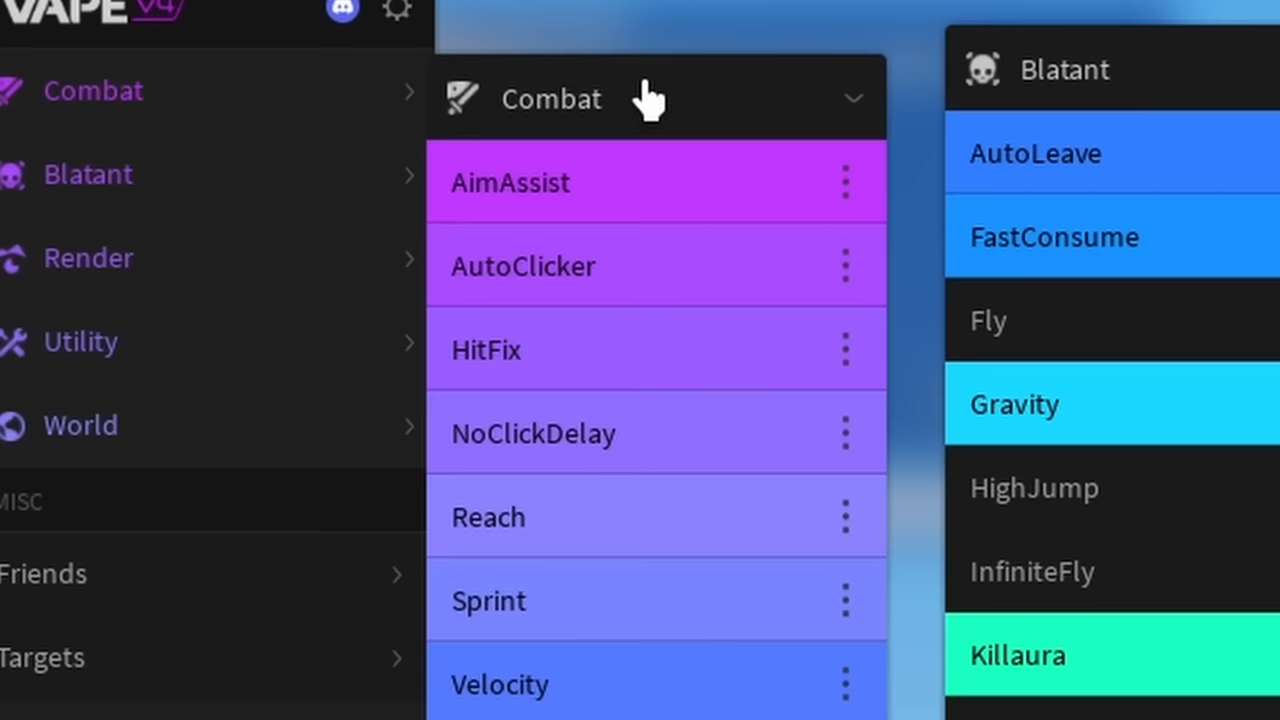 VAPE V4
Combat
Blatant
Render
Utility
World
MISC
Friends
Targets
Combat
AimAssist
AutoClicker
HitFix
NoClickDelay
Reach
Sprint
Velocity
Blatant
AutoLeave
FastConsume
Fly
Gravity
HighJump
InfiniteFly
Killaura